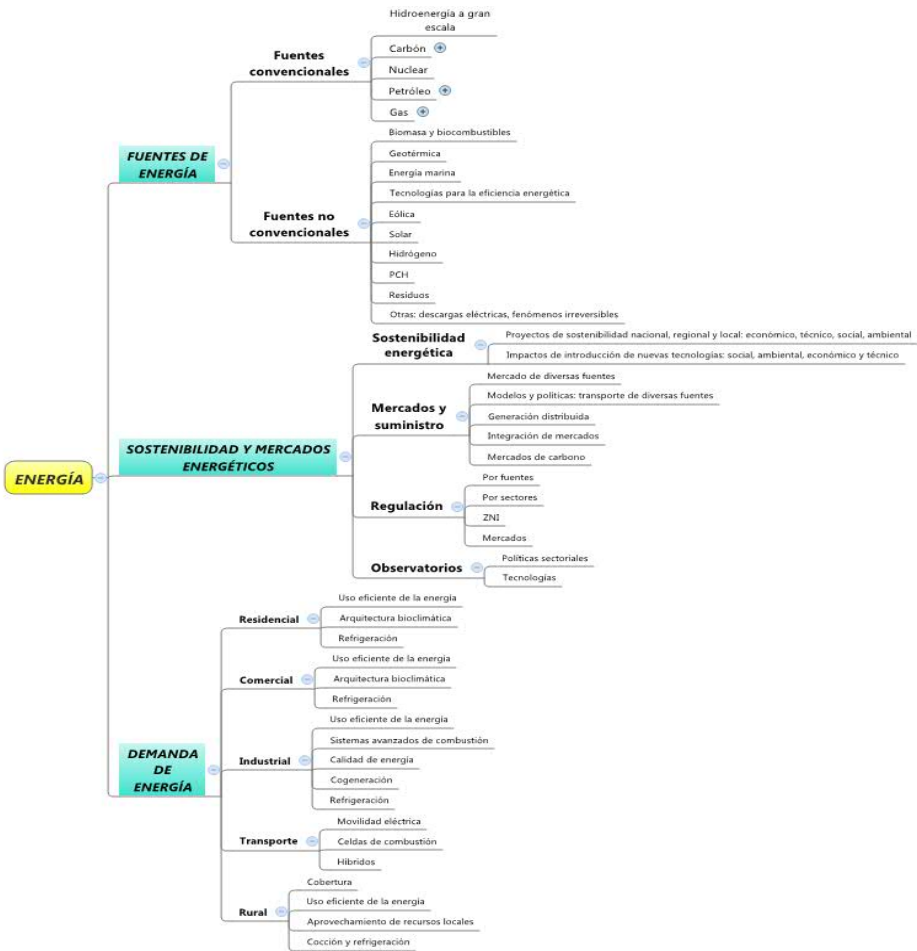 ENERGÍA
FUENTES DE
ENERGÍA
Fuentes
convencionales
Hidroenergía a gran
escala
Carbón
Nuclear
Petróleo
Gas
Fuentes no
convencionales
Biomasa y biocombustibles
Geotérmica
Energía marina
Tecnologías para la eficiencia energética
Eólica
Solar
Hidrógeno
PCH
Residuos
Otras: descargas eléctricas, fenómenos irreversibles
SOSTENIBILIDAD Y MERCADOS
ENERGÉTICOS
Sostenibilidad
energética
Proyectos de sostenibilidad nacional, regional y local: económico, técnico, social, ambiental
Impactos de introducción de nuevas tecnologías: social, ambiental, económico y técnico
Mercados y
suministro
Mercado de diversas fuentes
Modelos y políticas: transporte de diversas fuentes
Generación distribuida
Integración de mercados
Mercados de carbono
Regulación
Por fuentes
Por sectores
ZNI
Mercados
Observatorios
Políticas sectoriales
Tecnologías
DEMANDA
DE
ENERGÍA
Residencial
Uso eficiente de la energía
Arquitectura bioclimática
Refrigeración
Comercial
Uso eficiente de la energía
Arquitectura bioclimática
Refrigeración
Industrial
Uso eficiente de la energía
Sistemas avanzados de combustión
Calidad de energía
Cogeneración
Refrigeración
Transporte
Movilidad eléctrica
Celdas de combustión
Híbridos
Rural
Cobertura
Uso eficiente de la energía
Aprovechamiento de recursos locales
Cocción y refrigeración